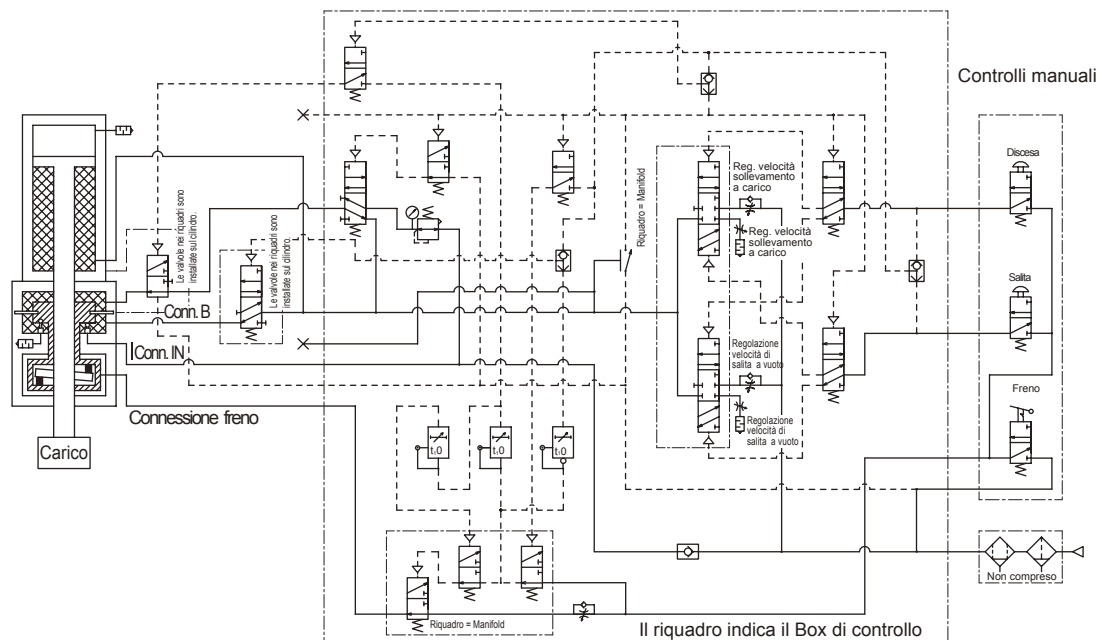 Controlli manuali
Discesa
Salita
Freno
Le valvole nei riquadri sono
installate sul cilindro.
Le valvole nei riquadri sono
installate sul cilindro.
Riquadro = Manifold
Reg. velocità
sollevamento
a carico
Reg. velocità
sollevamento
a carico
Conn. B
Conn. IN
Regolazione
velocità di
salita a vuoto
Regolazione
velocità di
salita a vuoto
Connessione freno
Carico
t٫0
t٫0
t٫0
Non compreso
Riquadro = Manifold
Il riquadro indica il Box di controllo